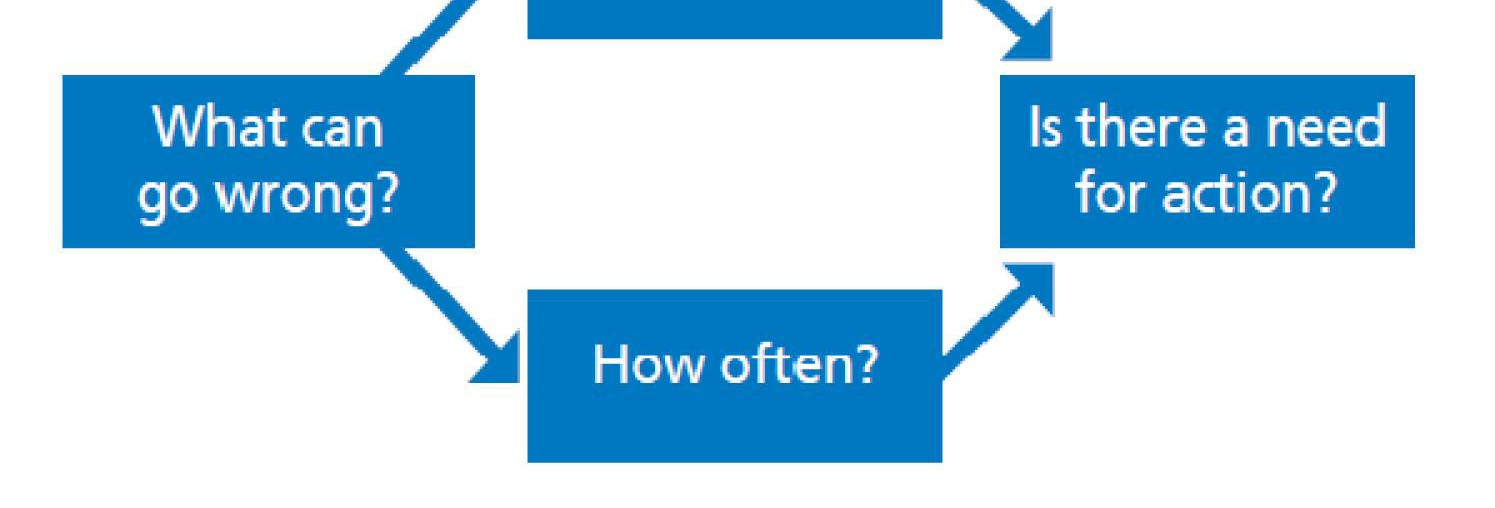 What can
go wrong?
Is there a need
for action?
How often?